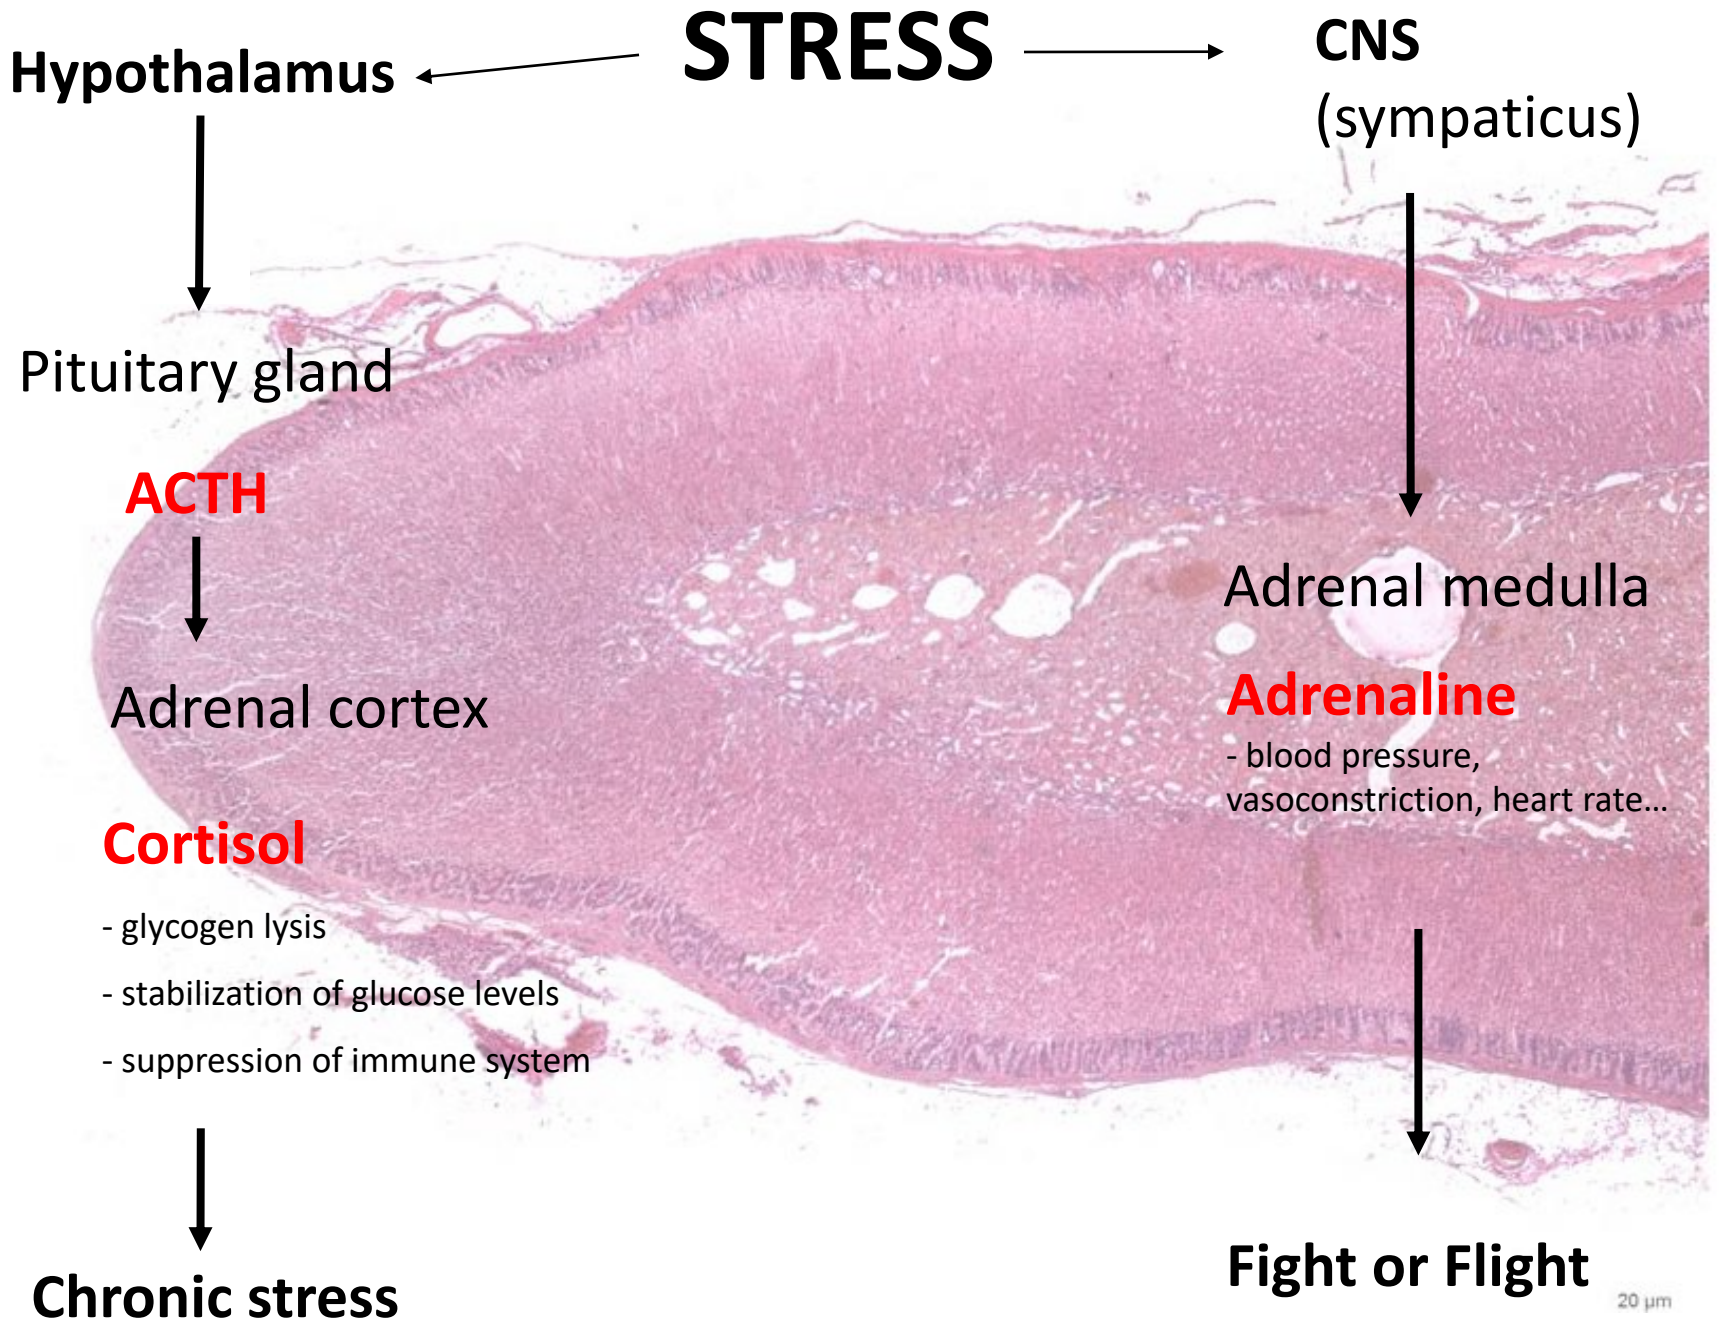 STRESS
Hypothalamus
Pituitary gland
ACTH
Adrenal cortex
Cortisol
- glycogen lysis
- stabilization of glucose levels
- suppression of immune system
Chronic stress
CNS
(sympaticus)
Adrenal medulla
Adrenaline
- blood pressure,
vasoconstriction, heart rate...
Fight or Flight
20 µm